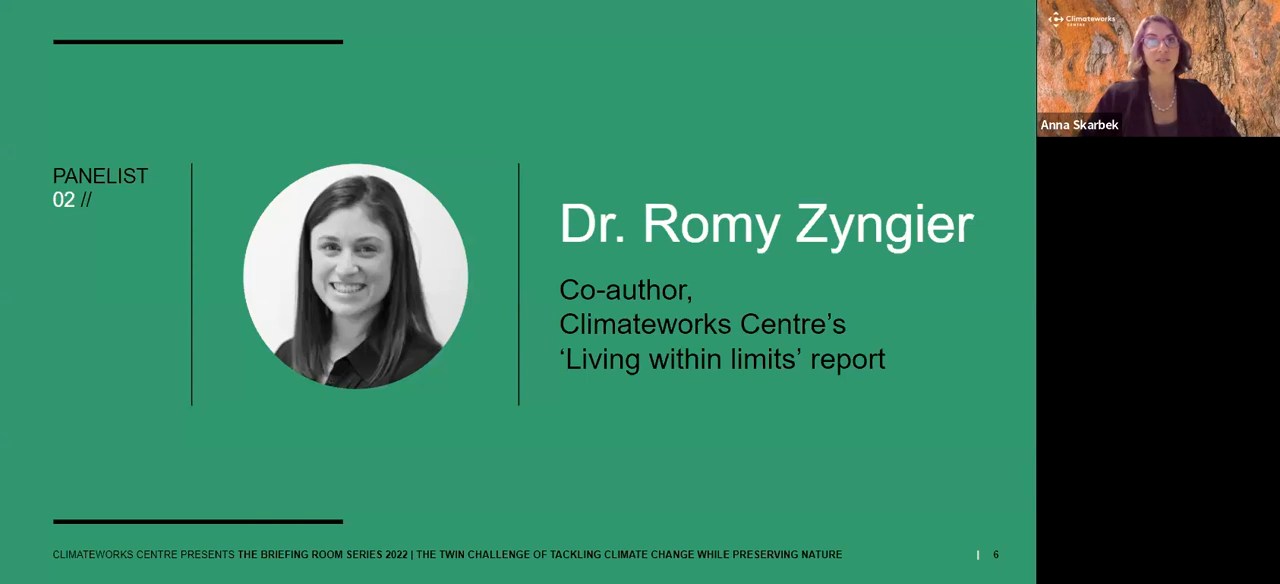 PANELIST
02 //
Dr. Romy Zyngier
Co-author,
Climateworks Centre’s
‘Living within limits’ report
CLIMATEWORKS CENTRE PRESENTS THE BRIEFING ROOM SERIES 2022 | THE TWIN CHALLENGE OF TACKLING CLIMATE CHANGE WHILE PRESERVING NATURE
| 6
Climateworks
CENTRE
Anna Skarbek